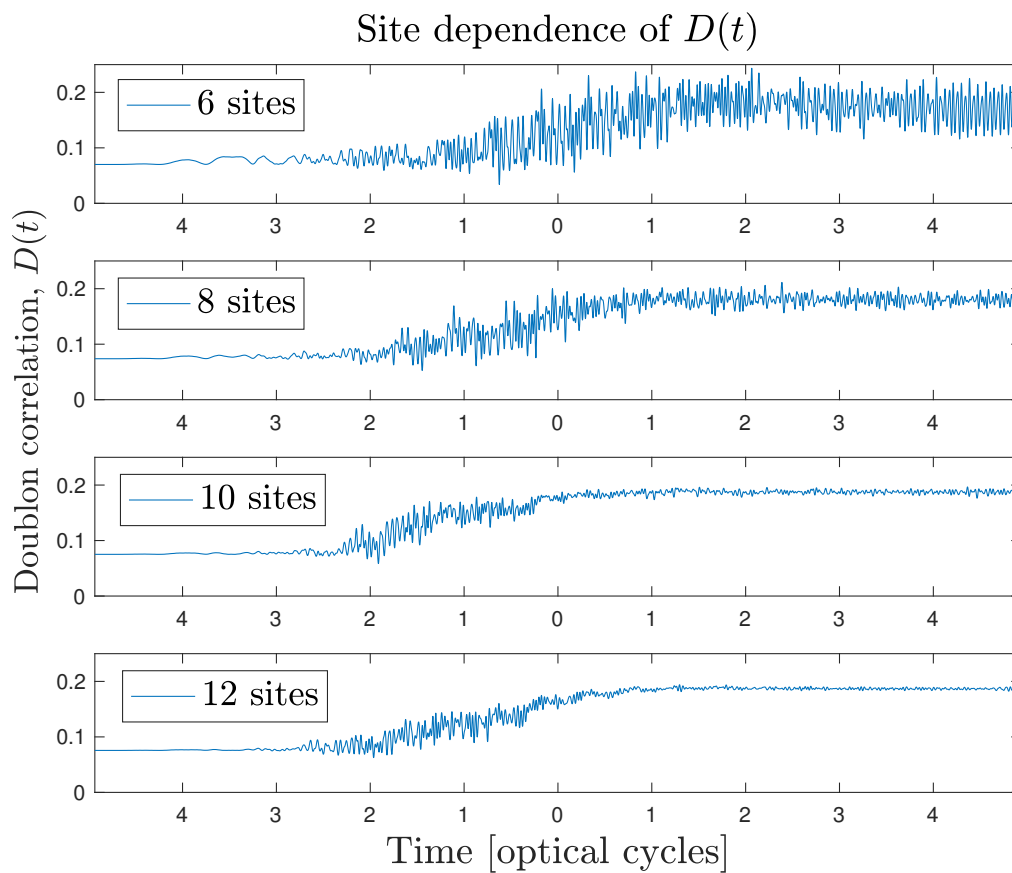 Site dependence of D(t)
6 sites
0.2
0.1
0
4 3 2 1 0 1 2 3 4
8 sites
0.2
0.1
0
4 3 2 1 0 1 2 3 4
Doublon correlation, D(t)
10 sites
0.2
0.1
0
4 3 2 1 0 1 2 3 4
12 sites
0.2
0.1
0
4 3 2 1 0 1 2 3 4
Time [optical cycles]